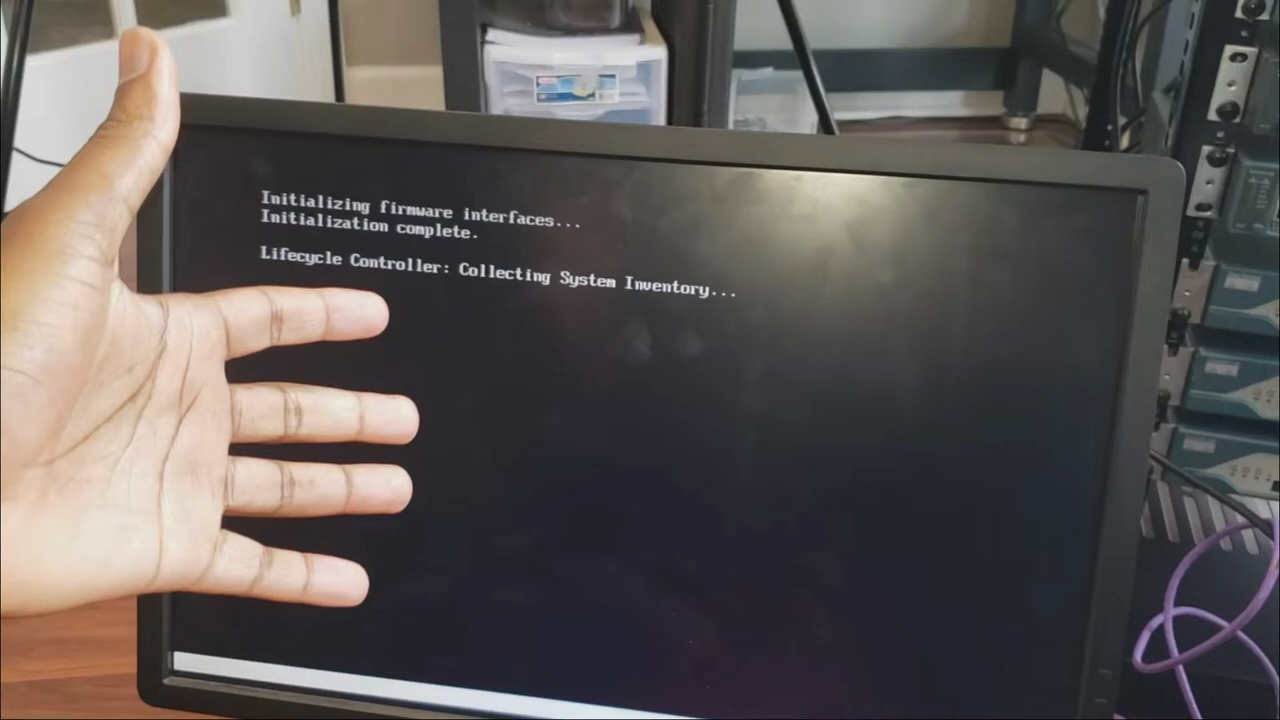 Initializing firmware interfaces...
Initialization complete.
Lifecycle Controller: Collecting System Inventory...